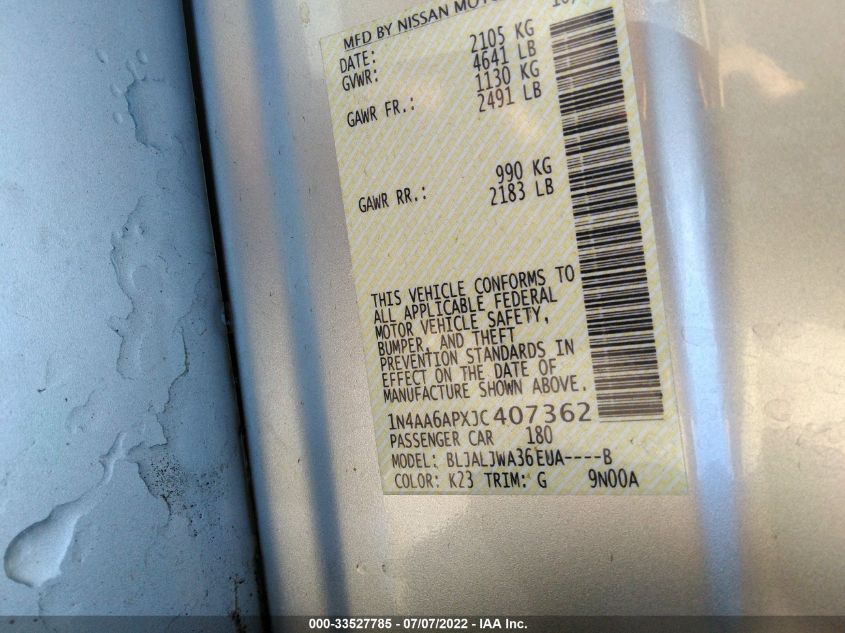 MFD BY NISSAN MOTOR
DATE:
GVWR: 2105 KG
4641 LB
GAWR FR.: 1130 KG
2491 LB
GAWR RR.: 990 KG
2183 LB
THIS VEHICLE CONFORMS TO
ALL APPLICABLE FEDERAL
MOTOR VEHICLE SAFETY,
BUMPER, AND THEFT
PREVENTION STANDARDS IN
EFFECT ON THE DATE OF
MANUFACTURE SHOWN ABOVE.
1N4AA6APXJC407362
PASSENGER CAR 180
MODEL: BLJALJWA36EUA----B
COLOR: K23 TRIM: G 9N00A
000-33527785 - 07/07/2022 - IAA Inc.